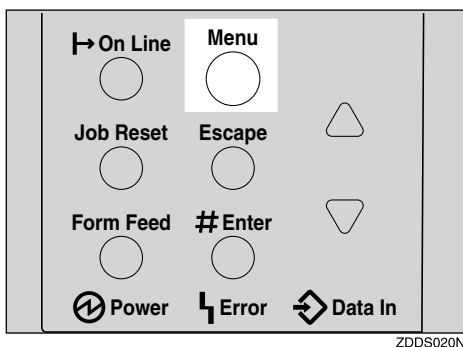 On Line Menu
Job Reset Escape
Form Feed # Enter
Power Error Data In
ZDDS020N